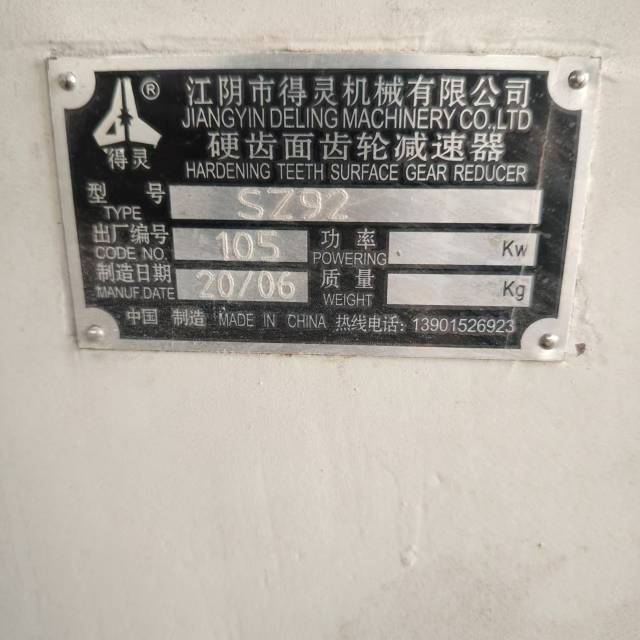 ® 江阴市得灵机械有限公司
JIANGYIN DELING MACHINERY CO.,LTD
得灵 硬齿面齿轮减速器
HARDENING TEETH SURFACE GEAR REDUCER
型 号 SZ92
TYPE
出厂编号 105 功 率 Kw
CODE NO. POWERING
制造日期 20/06 质 量 Kg
MANUF.DATE WEIGHT
中国 制造 MADE IN CHINA 热线电话：13901526923